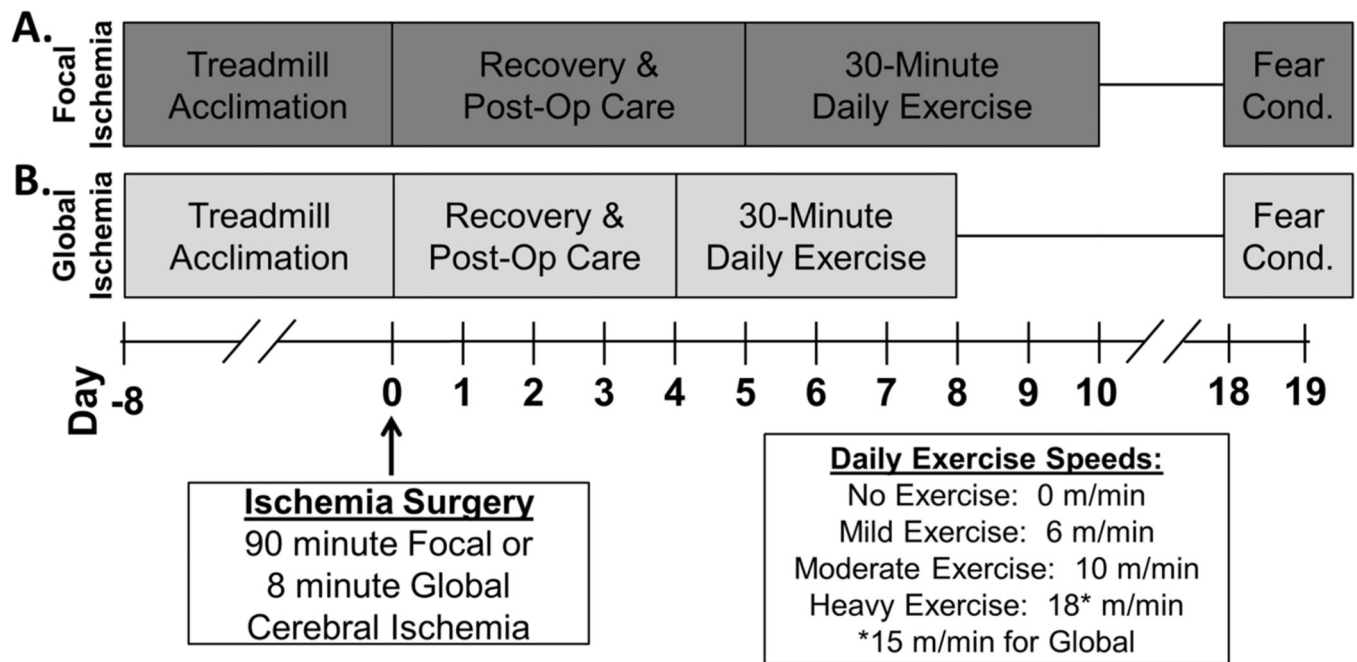 A.
Focal
Ischemia
Treadmill
Acclimation
Recovery &
Post-Op Care
30-Minute
Daily Exercise
Fear
Cond.
B.
Global
Ischemia
Treadmill
Acclimation
Recovery &
Post-Op Care
30-Minute
Daily Exercise
Fear
Cond.
Day
-8 0 1 2 3 4 5 6 7 8 9 10 18 19
Ischemia Surgery
90 minute Focal or
8 minute Global
Cerebral Ischemia
Daily Exercise Speeds:
No Exercise: 0 m/min
Mild Exercise: 6 m/min
Moderate Exercise: 10 m/min
Heavy Exercise: 18* m/min
*15 m/min for Global